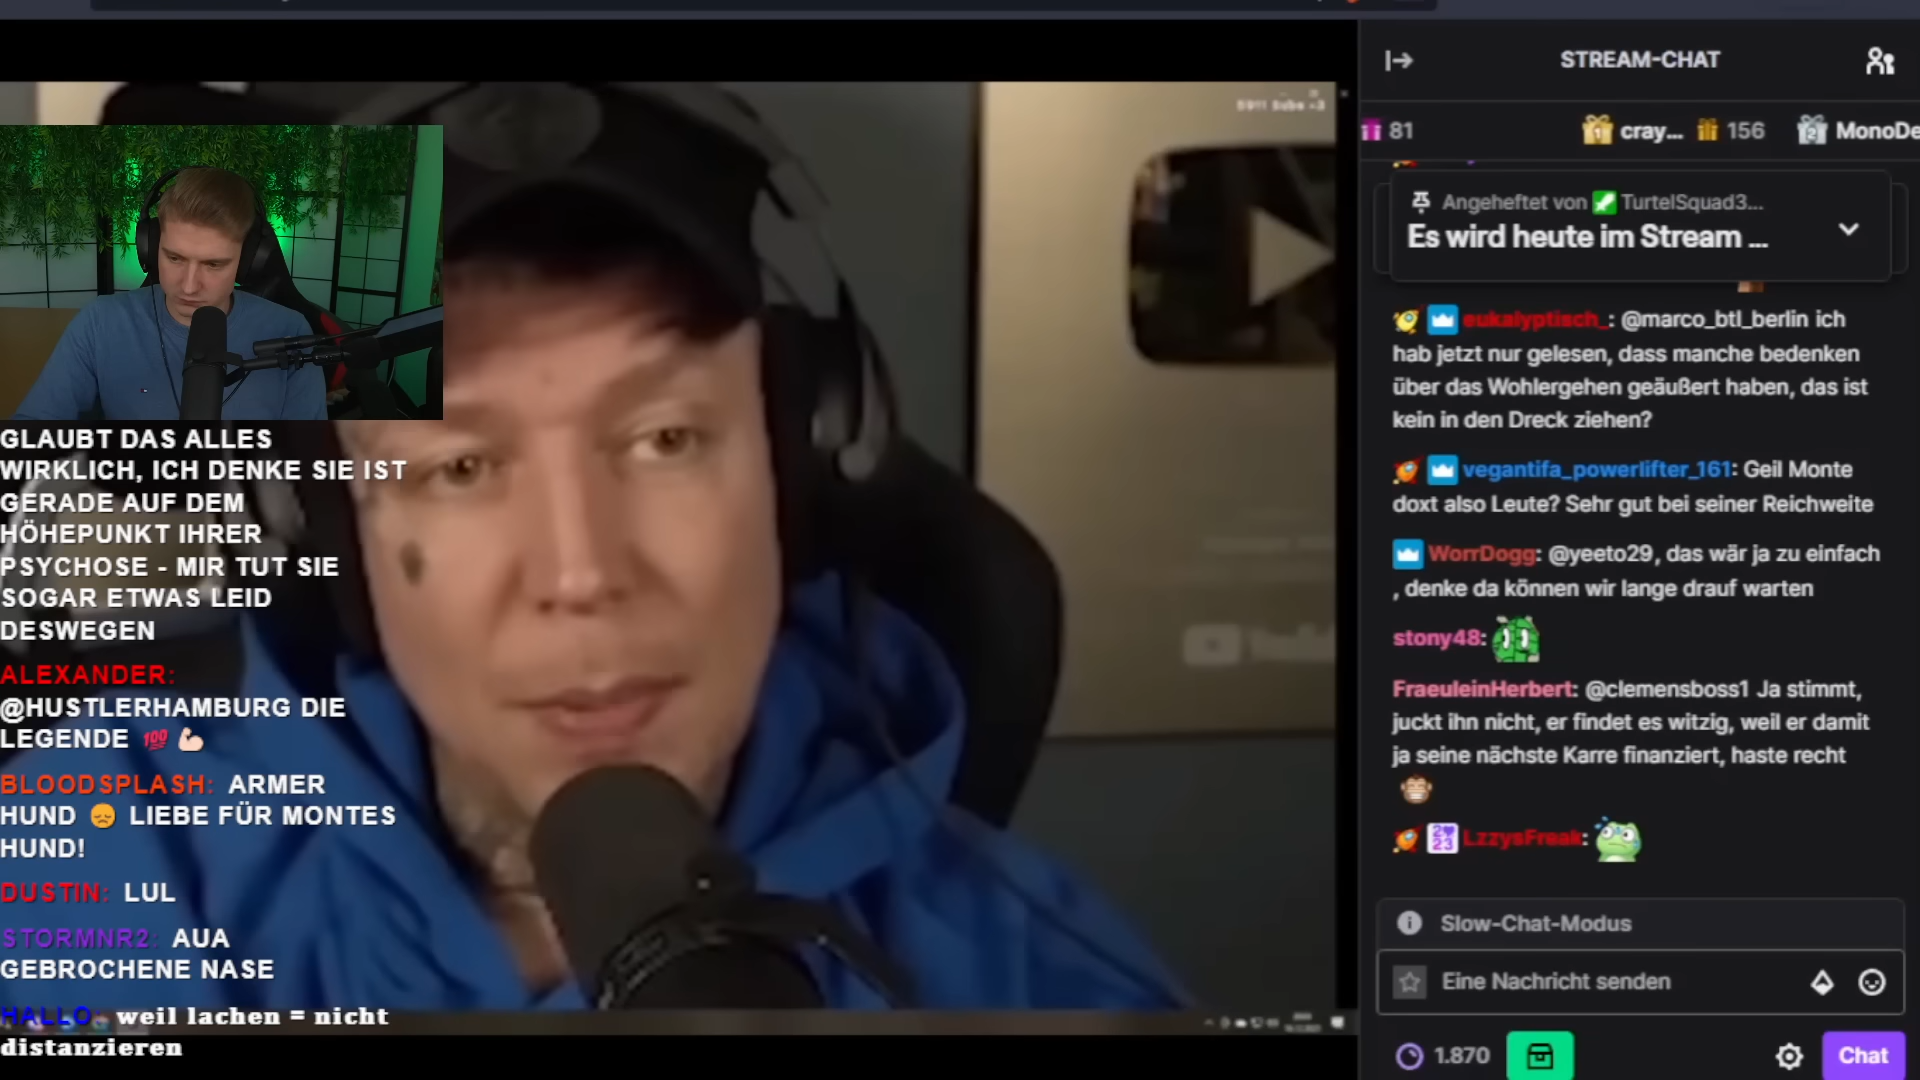 STREAM-CHAT
81
cray...
156
MonoDe
Angeheftet von TurtelSquad3...
Es wird heute im Stream ...
eukalyptisch_: @marco_btl_berlin ich
hab jetzt nur gelesen, dass manche bedenken
über das Wohlergehen geäußert haben, das ist
kein in den Dreck ziehen?
vegantifa_powerlifter_161: Geil Monte
doxt also Leute? Sehr gut bei seiner Reichweite
WorrDogg: @yeeto29, das wär ja zu einfach
, denke da können wir lange drauf warten
stony48:
FraeuleinHerbert: @clemensboss1 Ja stimmt,
juckt ihn nicht, er findet es witzig, weil er damit
ja seine nächste Karre finanziert, haste recht
LzzysFreak:
Slow-Chat-Modus
Eine Nachricht senden
1.870
Chat
GLAUBT DAS ALLES
WIRKLICH, ICH DENKE SIE IST
GERADE AUF DEM
HÖHEPUNKT IHRER
PSYCHOSE - MIR TUT SIE
SOGAR ETWAS LEID
DESWEGEN
ALEXANDER:
@HUSTLERHAMBURG DIE
LEGENDE 💯 💪🏻
BLOODSPLASH: ARMER
HUND 😞 LIEBE FÜR MONTES
HUND!
DUSTIN: LUL
STORMNR2: AUA
GEBROCHENE NASE
HALLO: weil lachen = nicht
distanzieren